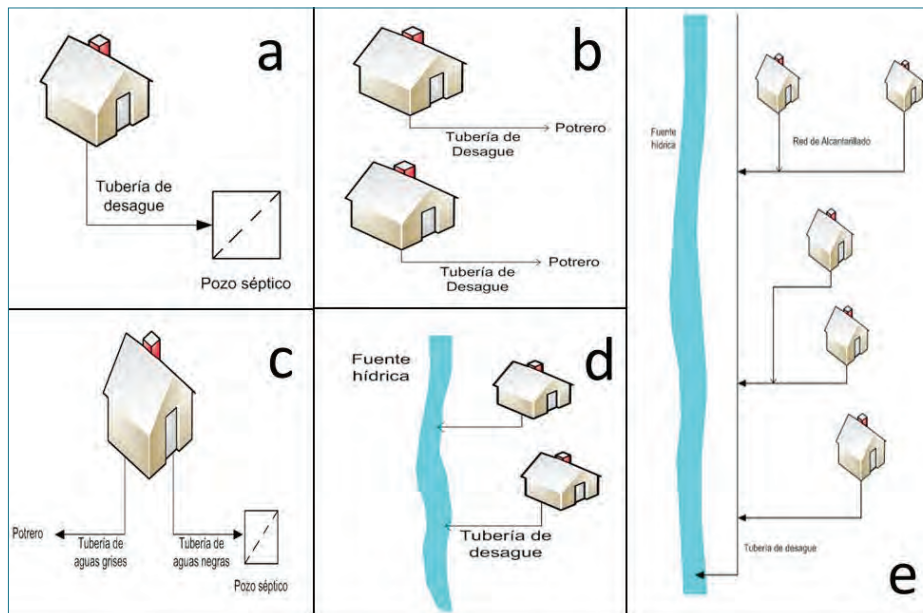 a
Tubería de
desague
Pozo séptico
b
Tubería de
Desague
Potrero
Tubería de
Desague
Potrero
c
Potrero
Tubería de
aguas grises
Tubería de
aguas negras
Pozo séptico
d
Fuente
hídrica
Tubería de
desague
Fuente
hídrica
Red de Alcantarillado
Tubería de desague
e